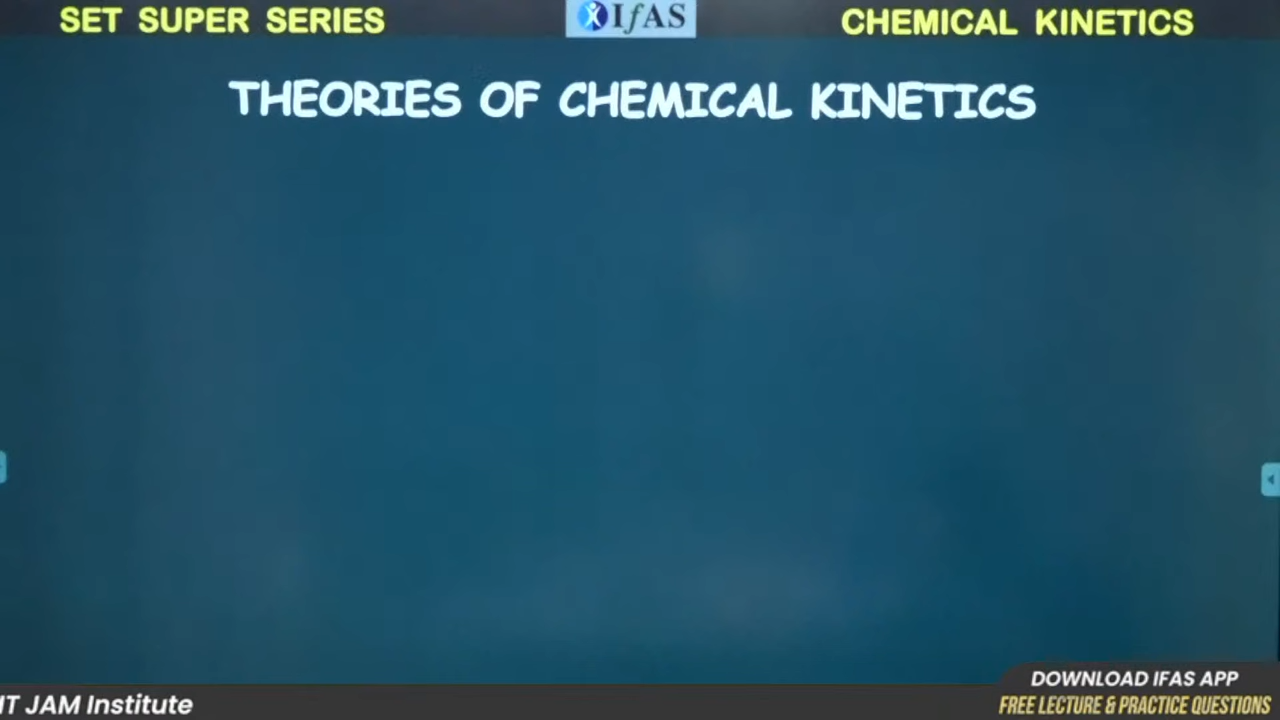 SET SUPER SERIES
IfAS
CHEMICAL KINETICS
THEORIES OF CHEMICAL KINETICS
DOWNLOAD IFAS APP
FREE LECTURE & PRACTICE QUESTIONS
JAM Institute